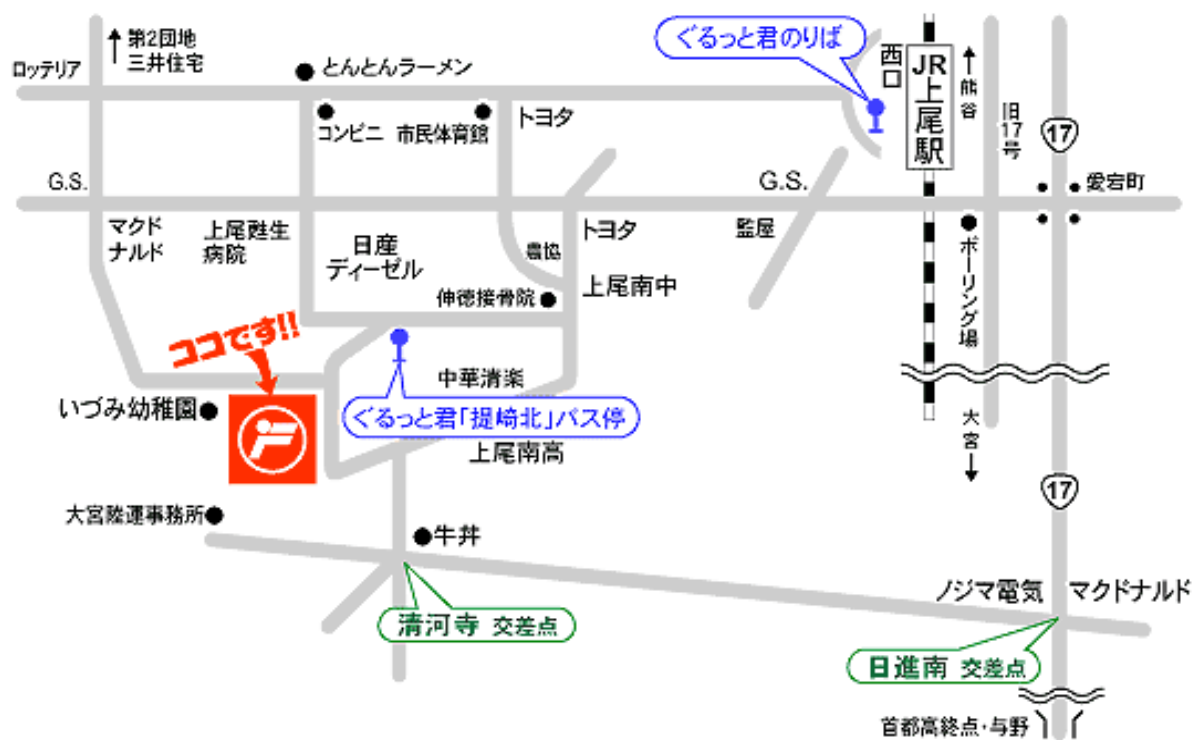 ぐるっと君のりば
第2団地
三井住宅
ロッテリア
とんとんラーメン
コンビニ
市民体育館
トヨタ
西口
JR上尾駅
熊谷
旧17号
17
G.S.
G.S.
愛宕町
マクド
ナルド
上尾甦生
病院
日産
ディーゼル
農協
トヨタ
監屋
ボーリング場
上尾南中
伸徳接骨院
ココです!!
中華清楽
いづみ幼稚園
ぐるっと君「提崎北」バス停
大宮
上尾南高
17
大宮陸運事務所
牛丼
ノジマ電気
マクドナルド
清河寺 交差点
日進南 交差点
首都高終点・与野